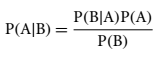 P(A|B) = P(B|A)P(A) / P(B)